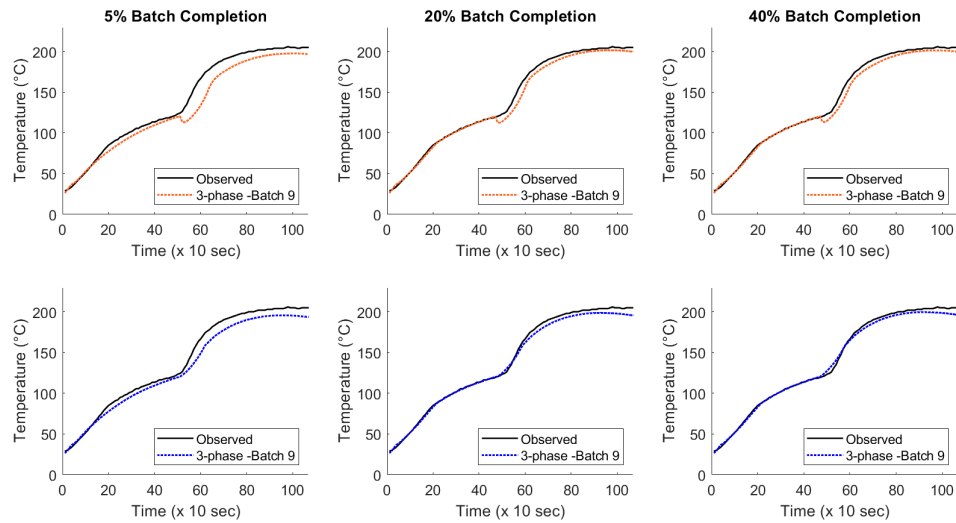 5% Batch Completion
200
150
100
50
0
Temperature (°C)
Observed
3-phase -Batch 9
0 20 40 60 80 100
Time (x 10 sec)
20% Batch Completion
200
150
100
50
0
Temperature (°C)
Observed
3-phase -Batch 9
0 20 40 60 80 100
Time (x 10 sec)
40% Batch Completion
200
150
100
50
0
Temperature (°C)
Observed
3-phase -Batch 9
0 20 40 60 80 100
Time (x 10 sec)
200
150
100
50
0
Temperature (°C)
Observed
3-phase -Batch 9
0 20 40 60 80 100
Time (x 10 sec)
200
150
100
50
0
Temperature (°C)
Observed
3-phase -Batch 9
0 20 40 60 80 100
Time (x 10 sec)
200
150
100
50
0
Temperature (°C)
Observed
3-phase -Batch 9
0 20 40 60 80 100
Time (x 10 sec)